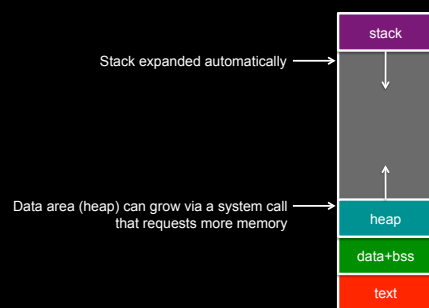 stack
Stack expanded automatically
Data area (heap) can grow via a system call
that requests more memory
heap
data+bss
text